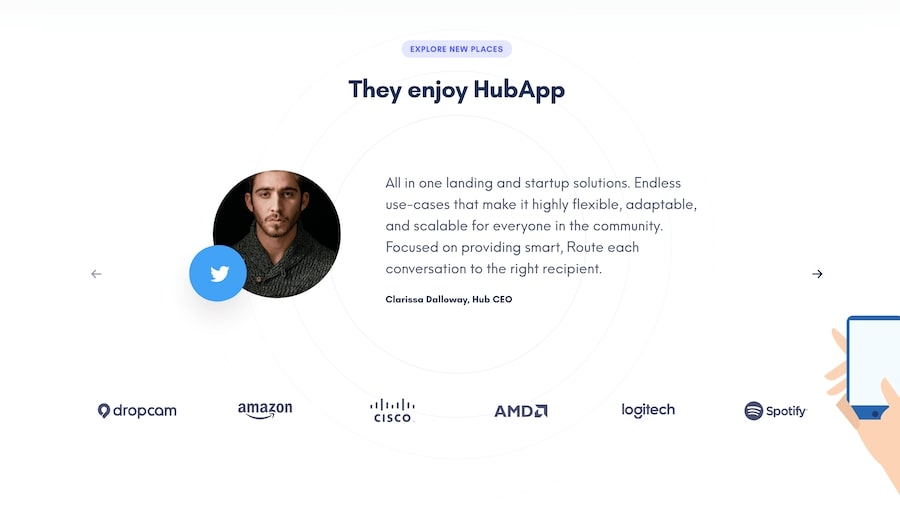 EXPLORE NEW PLACES
They enjoy HubApp
All in one landing and startup solutions. Endless
use-cases that make it highly flexible, adaptable,
and scalable for everyone in the community.
Focused on providing smart, Route each
conversation to the right recipient.
Clarissa Dalloway, Hub CEO
dropcam
amazon
CISCO
AMD
logitech
Spotify